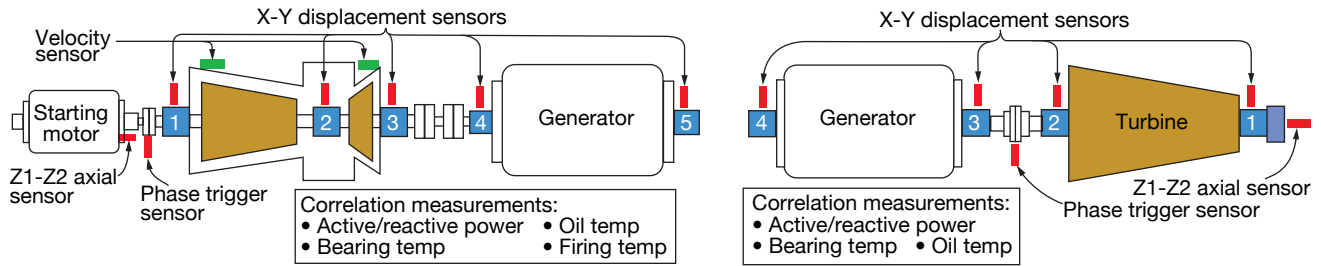 X-Y displacement sensors
Velocity
sensor
Starting
motor
1
2
3
4
Generator
5
Z1-Z2 axial
sensor
Phase trigger
sensor
Correlation measurements:
• Active/reactive power • Oil temp
• Bearing temp • Firing temp
X-Y displacement sensors
4
Generator
3
2
Turbine
1
Z1-Z2 axial sensor
Phase trigger sensor
Correlation measurements:
• Active/reactive power
• Bearing temp • Oil temp